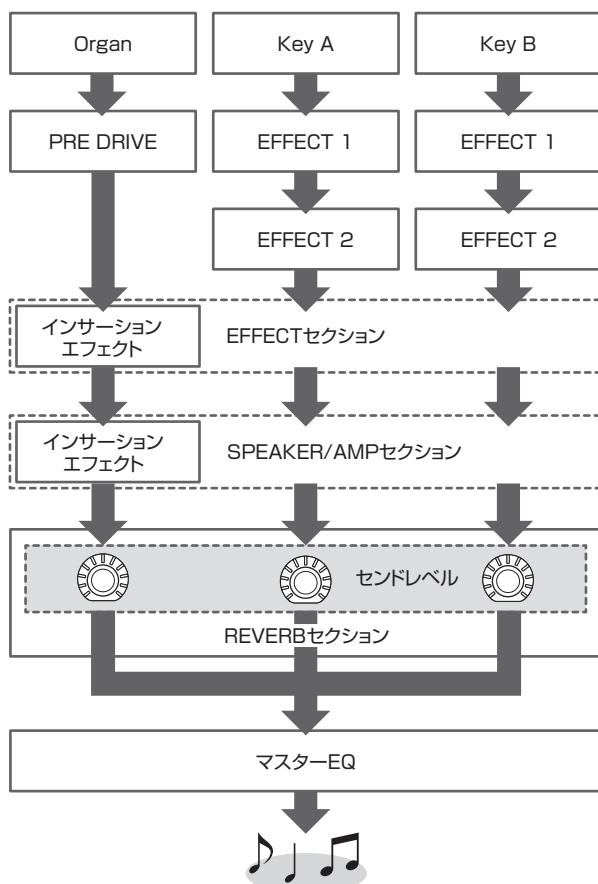 Organ
Key A
Key B
PRE DRIVE
EFFECT 1
EFFECT 1
EFFECT 2
EFFECT 2
インサーション
エフェクト
EFFECTセクション
インサーション
エフェクト
SPEAKER/AMPセクション
センドレベル
REVERBセクション
マスターEQ